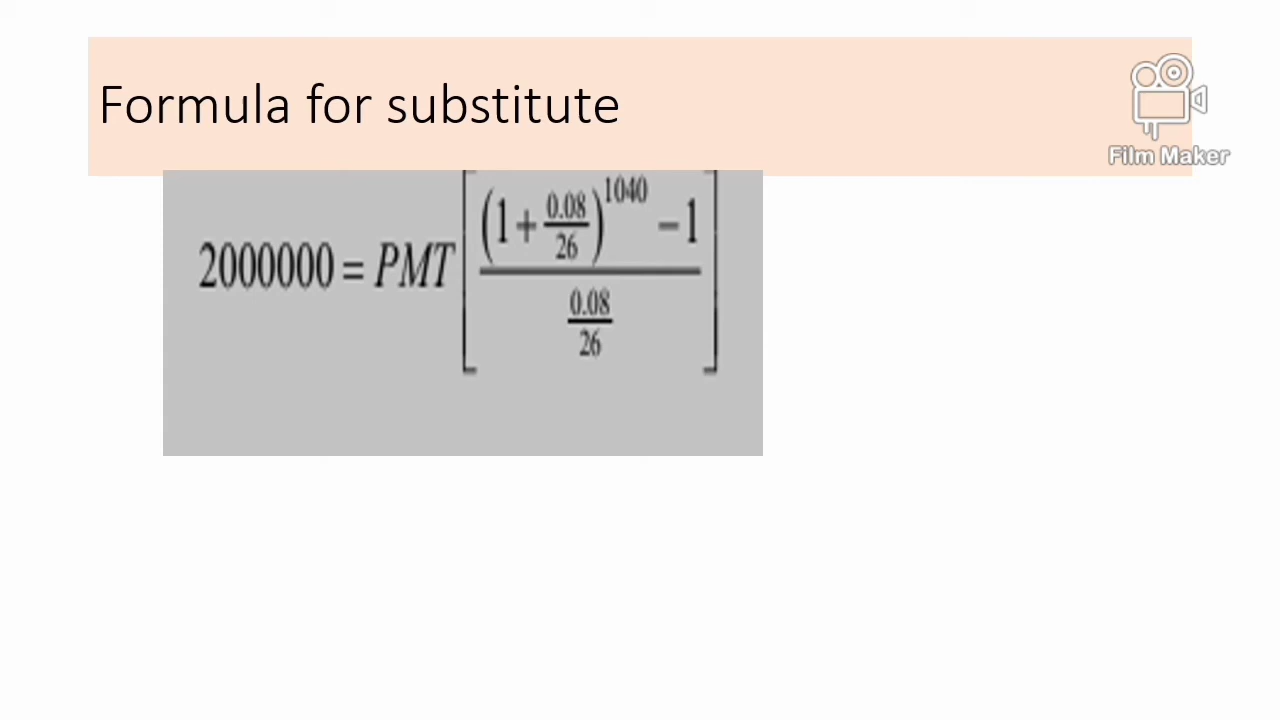 Formula for substitute
Film Maker
2000000 = PMT [ ( (1 + 0.08/26)^1040 − 1 ) / ( 0.08/26 ) ]